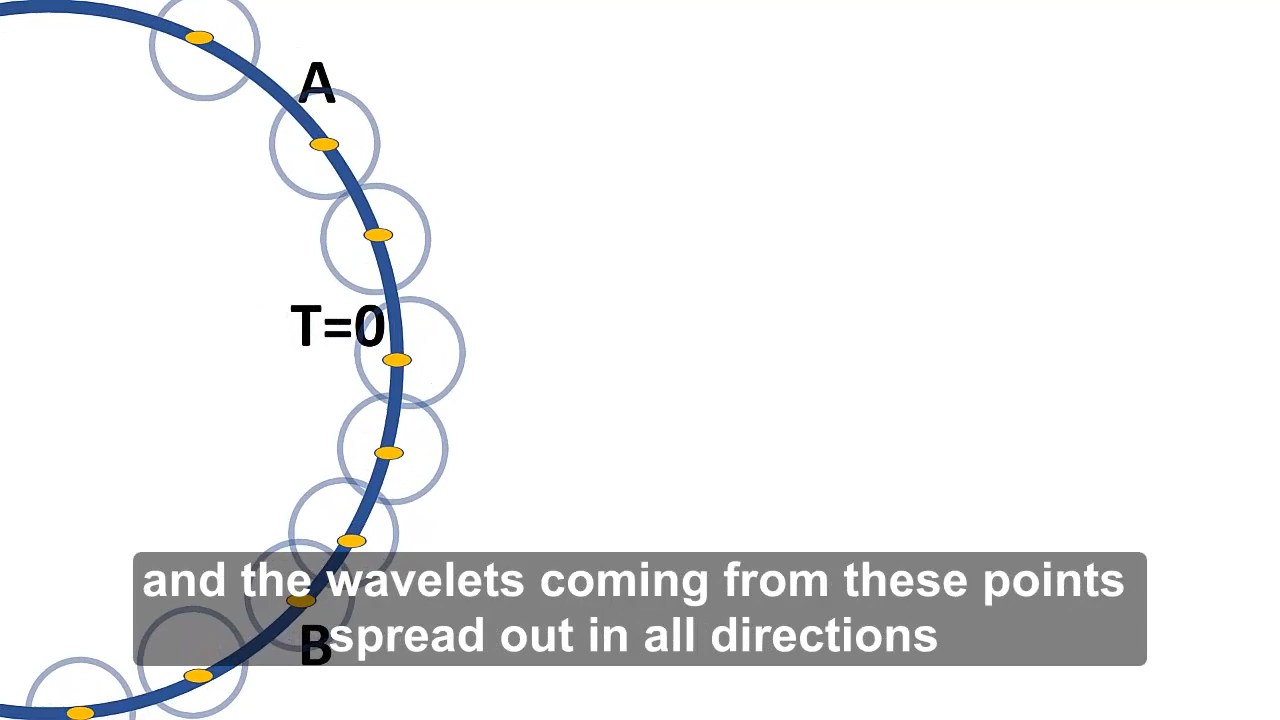 A
T=0
and the wavelets coming from these points
spread out in all directions
B